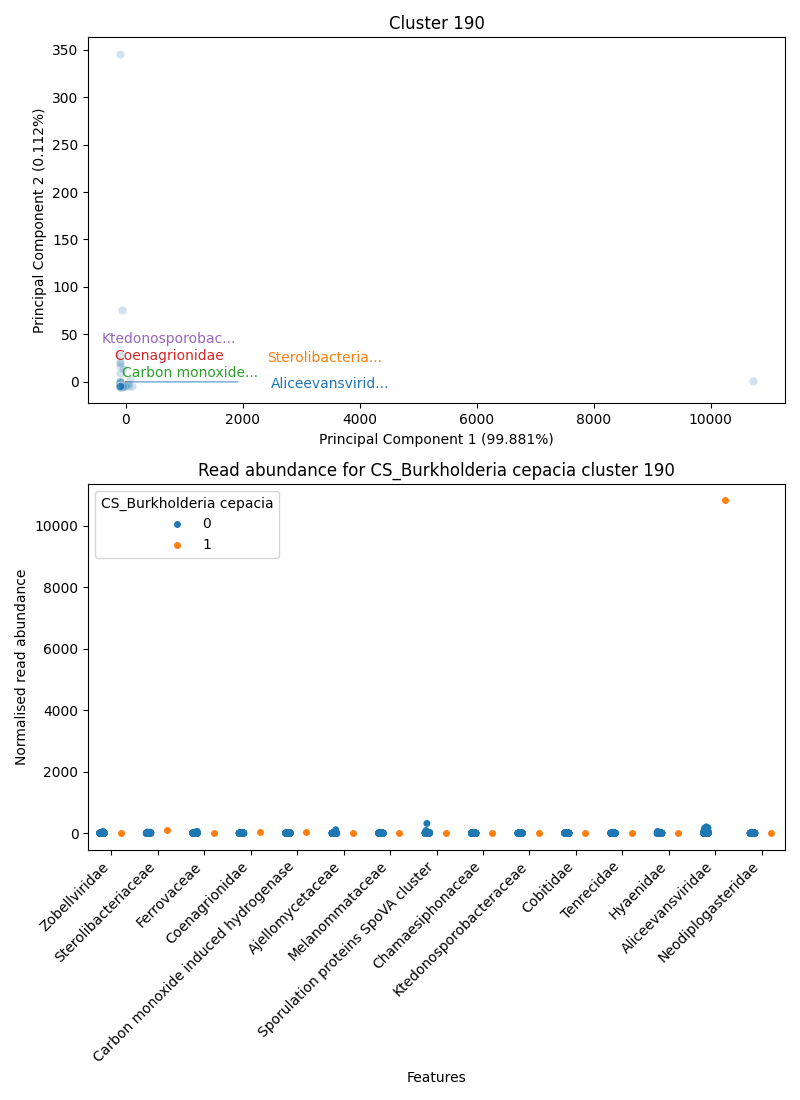 Cluster 190
350
300
250
200
150
100
50
0
Principal Component 2 (0.112%)
Ktedonosporobac...
Coenagrionidae
Sterolibacteria...
Carbon monoxide...
Aliceevansvirid...
0
2000
4000
6000
8000
10000
Principal Component 1 (99.881%)
Read abundance for CS_Burkholderia cepacia cluster 190
CS_Burkholderia cepacia
0
1
10000
8000
6000
4000
2000
0
Normalised read abundance
Zobellviridae
Sterolibacteriaceae
Ferrovaceae
Coenagrionidae
Carbon monoxide induced hydrogenase
Ajellomycetaceae
Melanommataceae
Sporulation proteins SpoVA cluster
Chamaesiphonaceae
Ktedonosporobacteraceae
Cobitidae
Tenrecidae
Hyaenidae
Aliceevansviridae
Neodiplogasteridae
Features